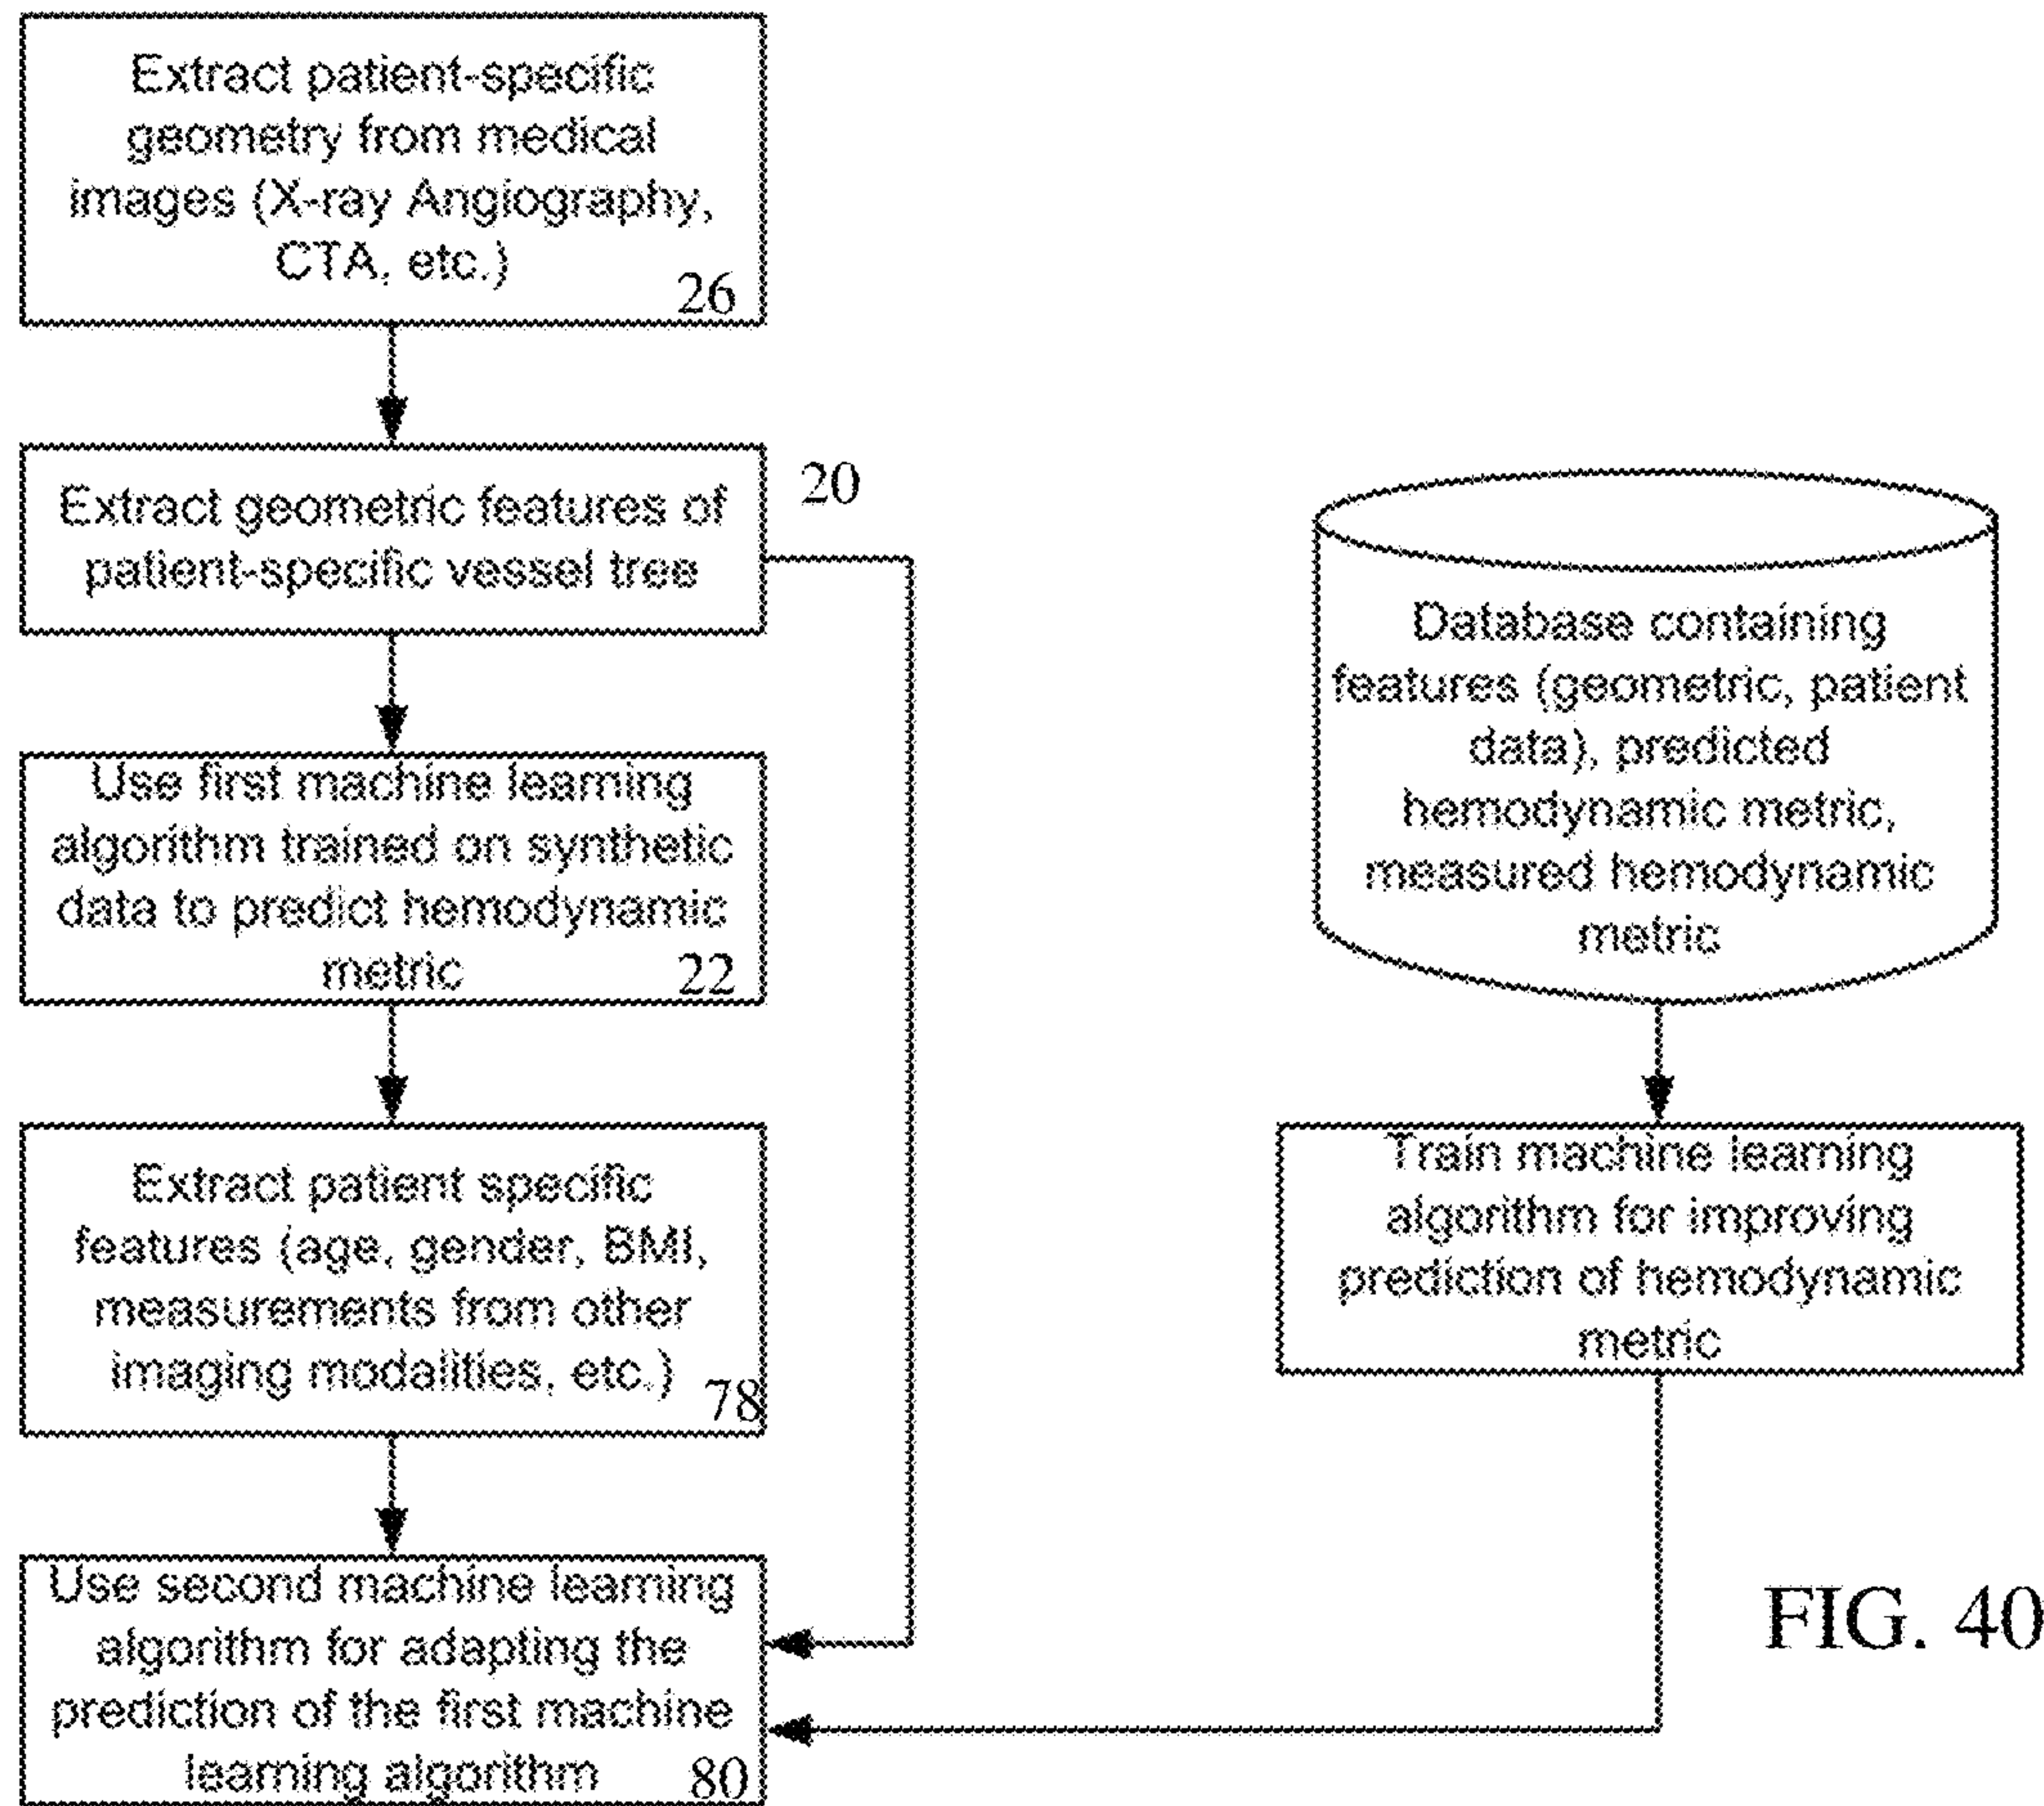 Extract patient-specific
geometry from medical
images (X-ray Angiography,
CTA, etc.)
26
Extract geometric features of
patient-specific vessel tree
20
Use first machine learning
algorithm trained on synthetic
data to predict hemodynamic
metric
22
Extract patient specific
features (age, gender, BMI,
measurements from other
imaging modalities, etc.)
78
Use second machine learning
algorithm for adapting the
prediction of the first machine
learning algorithm
80
Database containing
features (geometric, patient
data), predicted
hemodynamic metric,
measured hemodynamic
metric
Train machine learning
algorithm for improving
prediction of hemodynamic
metric
FIG. 40